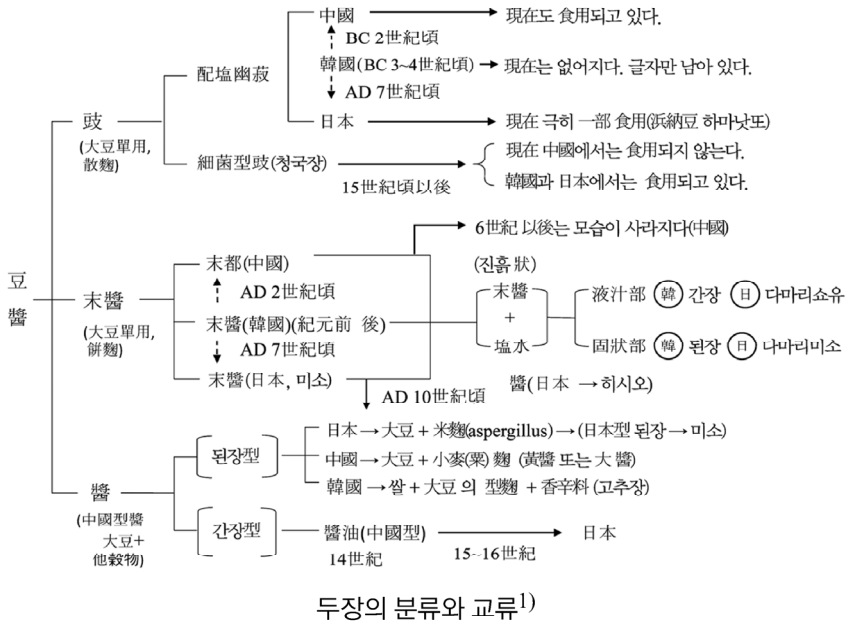 中國
現在도 食用되고 있다.
BC 2世紀頃
配塩幽菽
韓國(BC 3~4世紀頃)
現在는 없어지다. 글자만 남아 있다.
AD 7世紀頃
豉
(大豆單用,
散麴)
日本
現在 극히 一部 食用(浜納豆 하마낫또)
細菌型豉(청국장)
15世紀頃以後
現在 中國에서는 食用되지 않는다.
韓國과 日本에서는 食用되고 있다.
6世紀 以後는 모습이 사라지다(中國)
豆醬
末醬
(大豆單用,
餠麴)
末都(中國)
AD 2世紀頃
末醬(韓國)(紀元前 後)
AD 7世紀頃
末醬(日本, 미소)
(진흙 狀)
末醬
+
塩水
液汁部 韓 간장 日 다마리쇼유
固狀部 韓 된장 日 나마리미소
醬(日本 → 히시오)
AD 10世紀頃
醬
(中國型醬
大豆+
他穀物)
된장型
日本 → 大豆 + 米麴(aspergillus) → (日本型 된장 → 미소)
中國 → 大豆 + 小麥(粟) 麴 (黃醬 또는 大 醬)
韓國 → 쌀 + 大豆 의 型麴 + 香辛料 (고추장)
간장型
醬油(中國型)
14世紀
15~16世紀
日本
두장의 분류와 교류1)